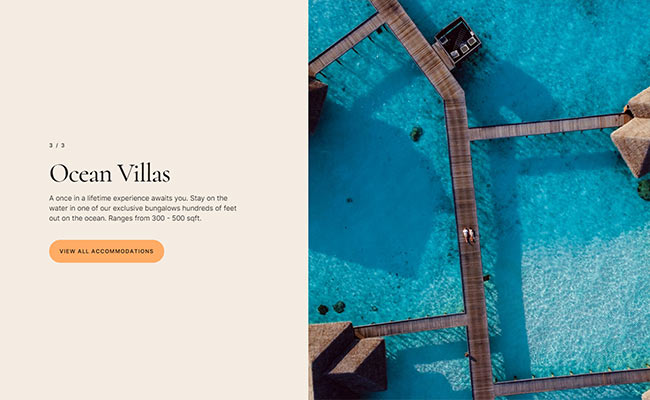 3 / 3
Ocean Villas
A once in a lifetime experience awaits you. Stay on the
water in one of our exclusive bungalows hundreds of feet
out on the ocean. Ranges from 300 - 500 sqft.
VIEW ALL ACCOMMODATIONS